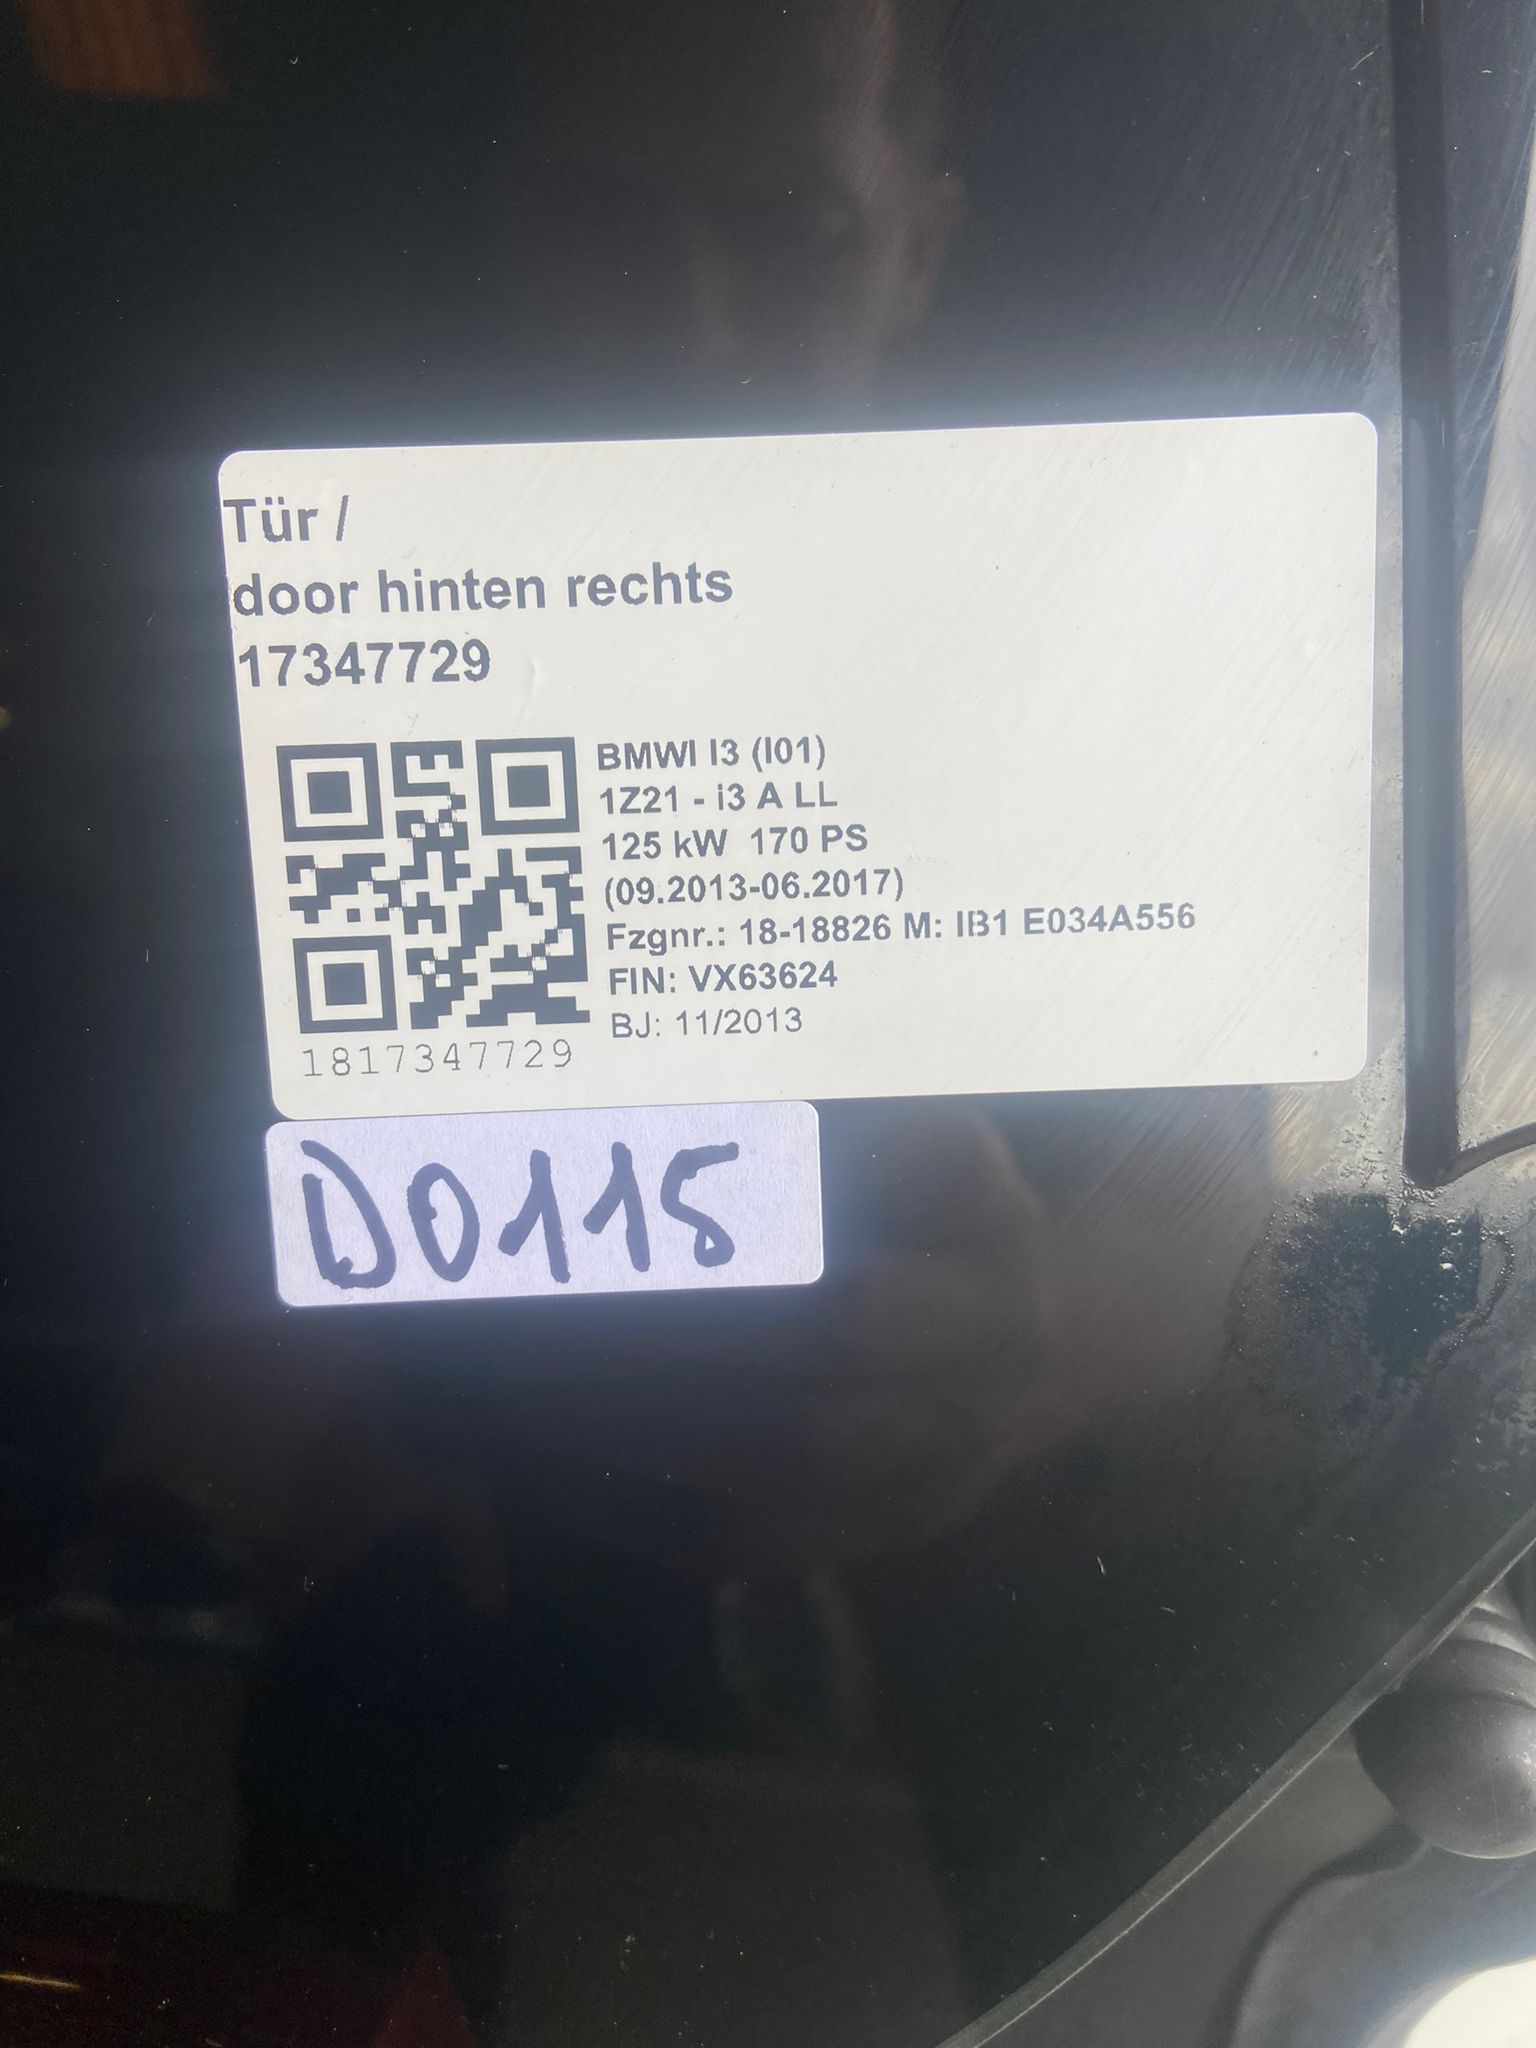 Tür /
door hinten rechts
17347729
BMWI I3 (I01)
1Z21 - i3 A LL
125 kW 170 PS
(09.2013-06.2017)
Fzgnr.: 18-18826 M: IB1 E034A556
FIN: VX63624
BJ: 11/2013
1817347729
D0115